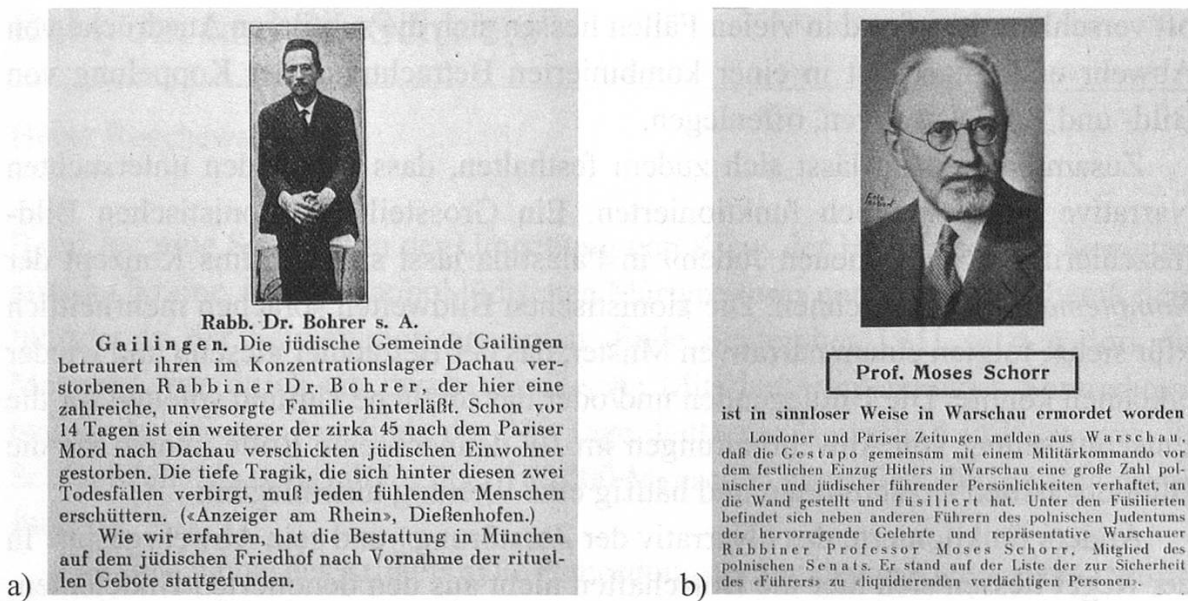 a)
Rabb. Dr. Bohrer s. A.
Gailingen. Die jüdische Gemeinde Gailingen
betrauert ihren im Konzentrationslager Dachau ver-
storbenen Rabbiner Dr. Bohrer, der hier eine
zahlreiche, unversorgte Familie hinterläßt. Schon vor
14 Tagen ist ein weiterer der zirka 45 nach dem Pariser
Mord nach Dachau verschickten jüdischen Einwohner
gestorben. Die tiefe Tragik, die sich hinter diesen zwei
Todesfällen verbirgt, muß jeden fühlenden Menschen
erschüttern. («Anzeiger am Rhein», Dießenhofen.)
Wie wir erfahren, hat die Bestattung in München
auf dem jüdischen Friedhof nach Vornahme der rituel-
len Gebote stattgefunden.
b)
Prof. Moses Schorr
ist in sinnloser Weise in Warschau ermordet worden
Londoner und Pariser Zeitungen melden aus Warschau,
daß die Gestapo gemeinsam mit einem Militärkommando vor
dem festlichen Einzug Hitlers in Warschau eine große Zahl pol-
nischer und jüdischer führender Persönlichkeiten verhaftet, an
die Wand gestellt und füsiliert hat. Unter den Füsilierten
befindet sich neben anderen Führern des polnischen Judentums
der hervorragende Gelehrte und repräsentative Warschauer
Rabbiner Professor Moses Schorr, Mitglied des
polnischen Senats. Er stand auf der Liste der zur Sicherheit
des «Führers» zu liquidierenden verdächtigen Personen.